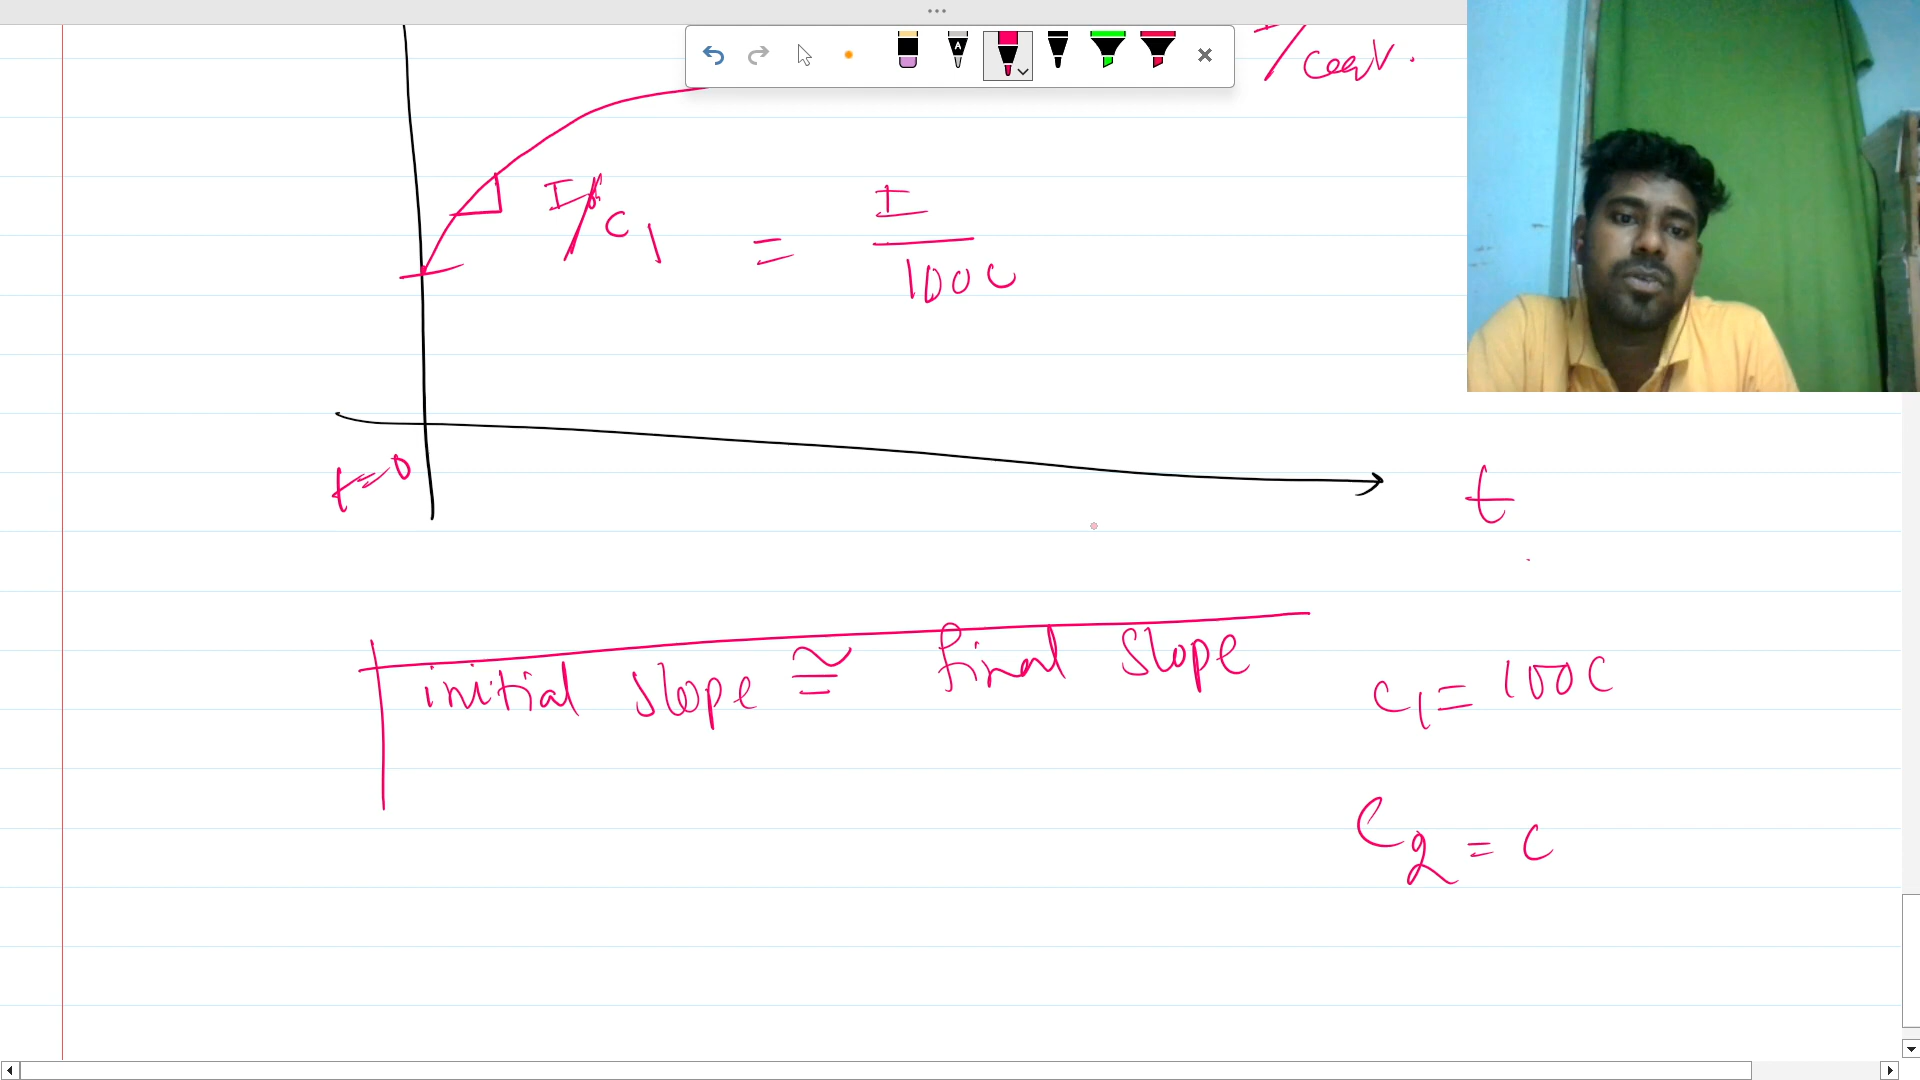 I/Ceqv.
I/C1 = I/100C
t=0
t
initial slope ≅ final slope
C1 = 100C
C2 = C
A